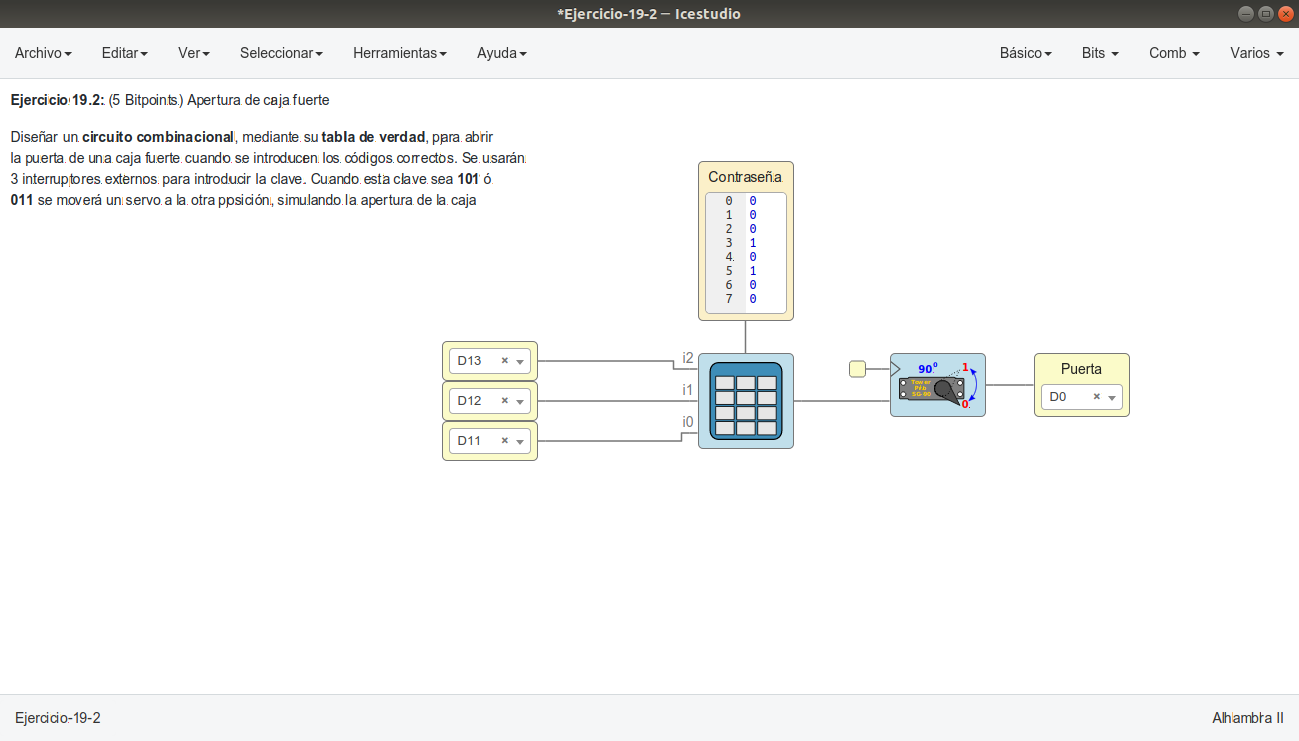 *Ejercicio-19-2 — Icestudio
Archivo Editar Ver Seleccionar Herramientas Ayuda Básico Bits Comb Varios
Ejercicio 19.2: (5 Bitpoints) Apertura de caja fuerte
Diseñar un circuito combinacional, mediante su tabla de verdad, para abrir
la puerta de una caja fuerte cuando se introducen los códigos correctos. Se usarán
3 interruptores externos para introducir la clave. Cuando esta clave sea 101 ó
011 se moverá un servo a la otra posición, simulando la apertura de la caja
Contraseña
0 0
1 0
2 0
3 1
4 0
5 1
6 0
7 0
D13
D12
D11
i2
i1
i0
90º
1
Tower
Pro
SG-90
0
Puerta
D0
Ejercicio-19-2
Alhambra II